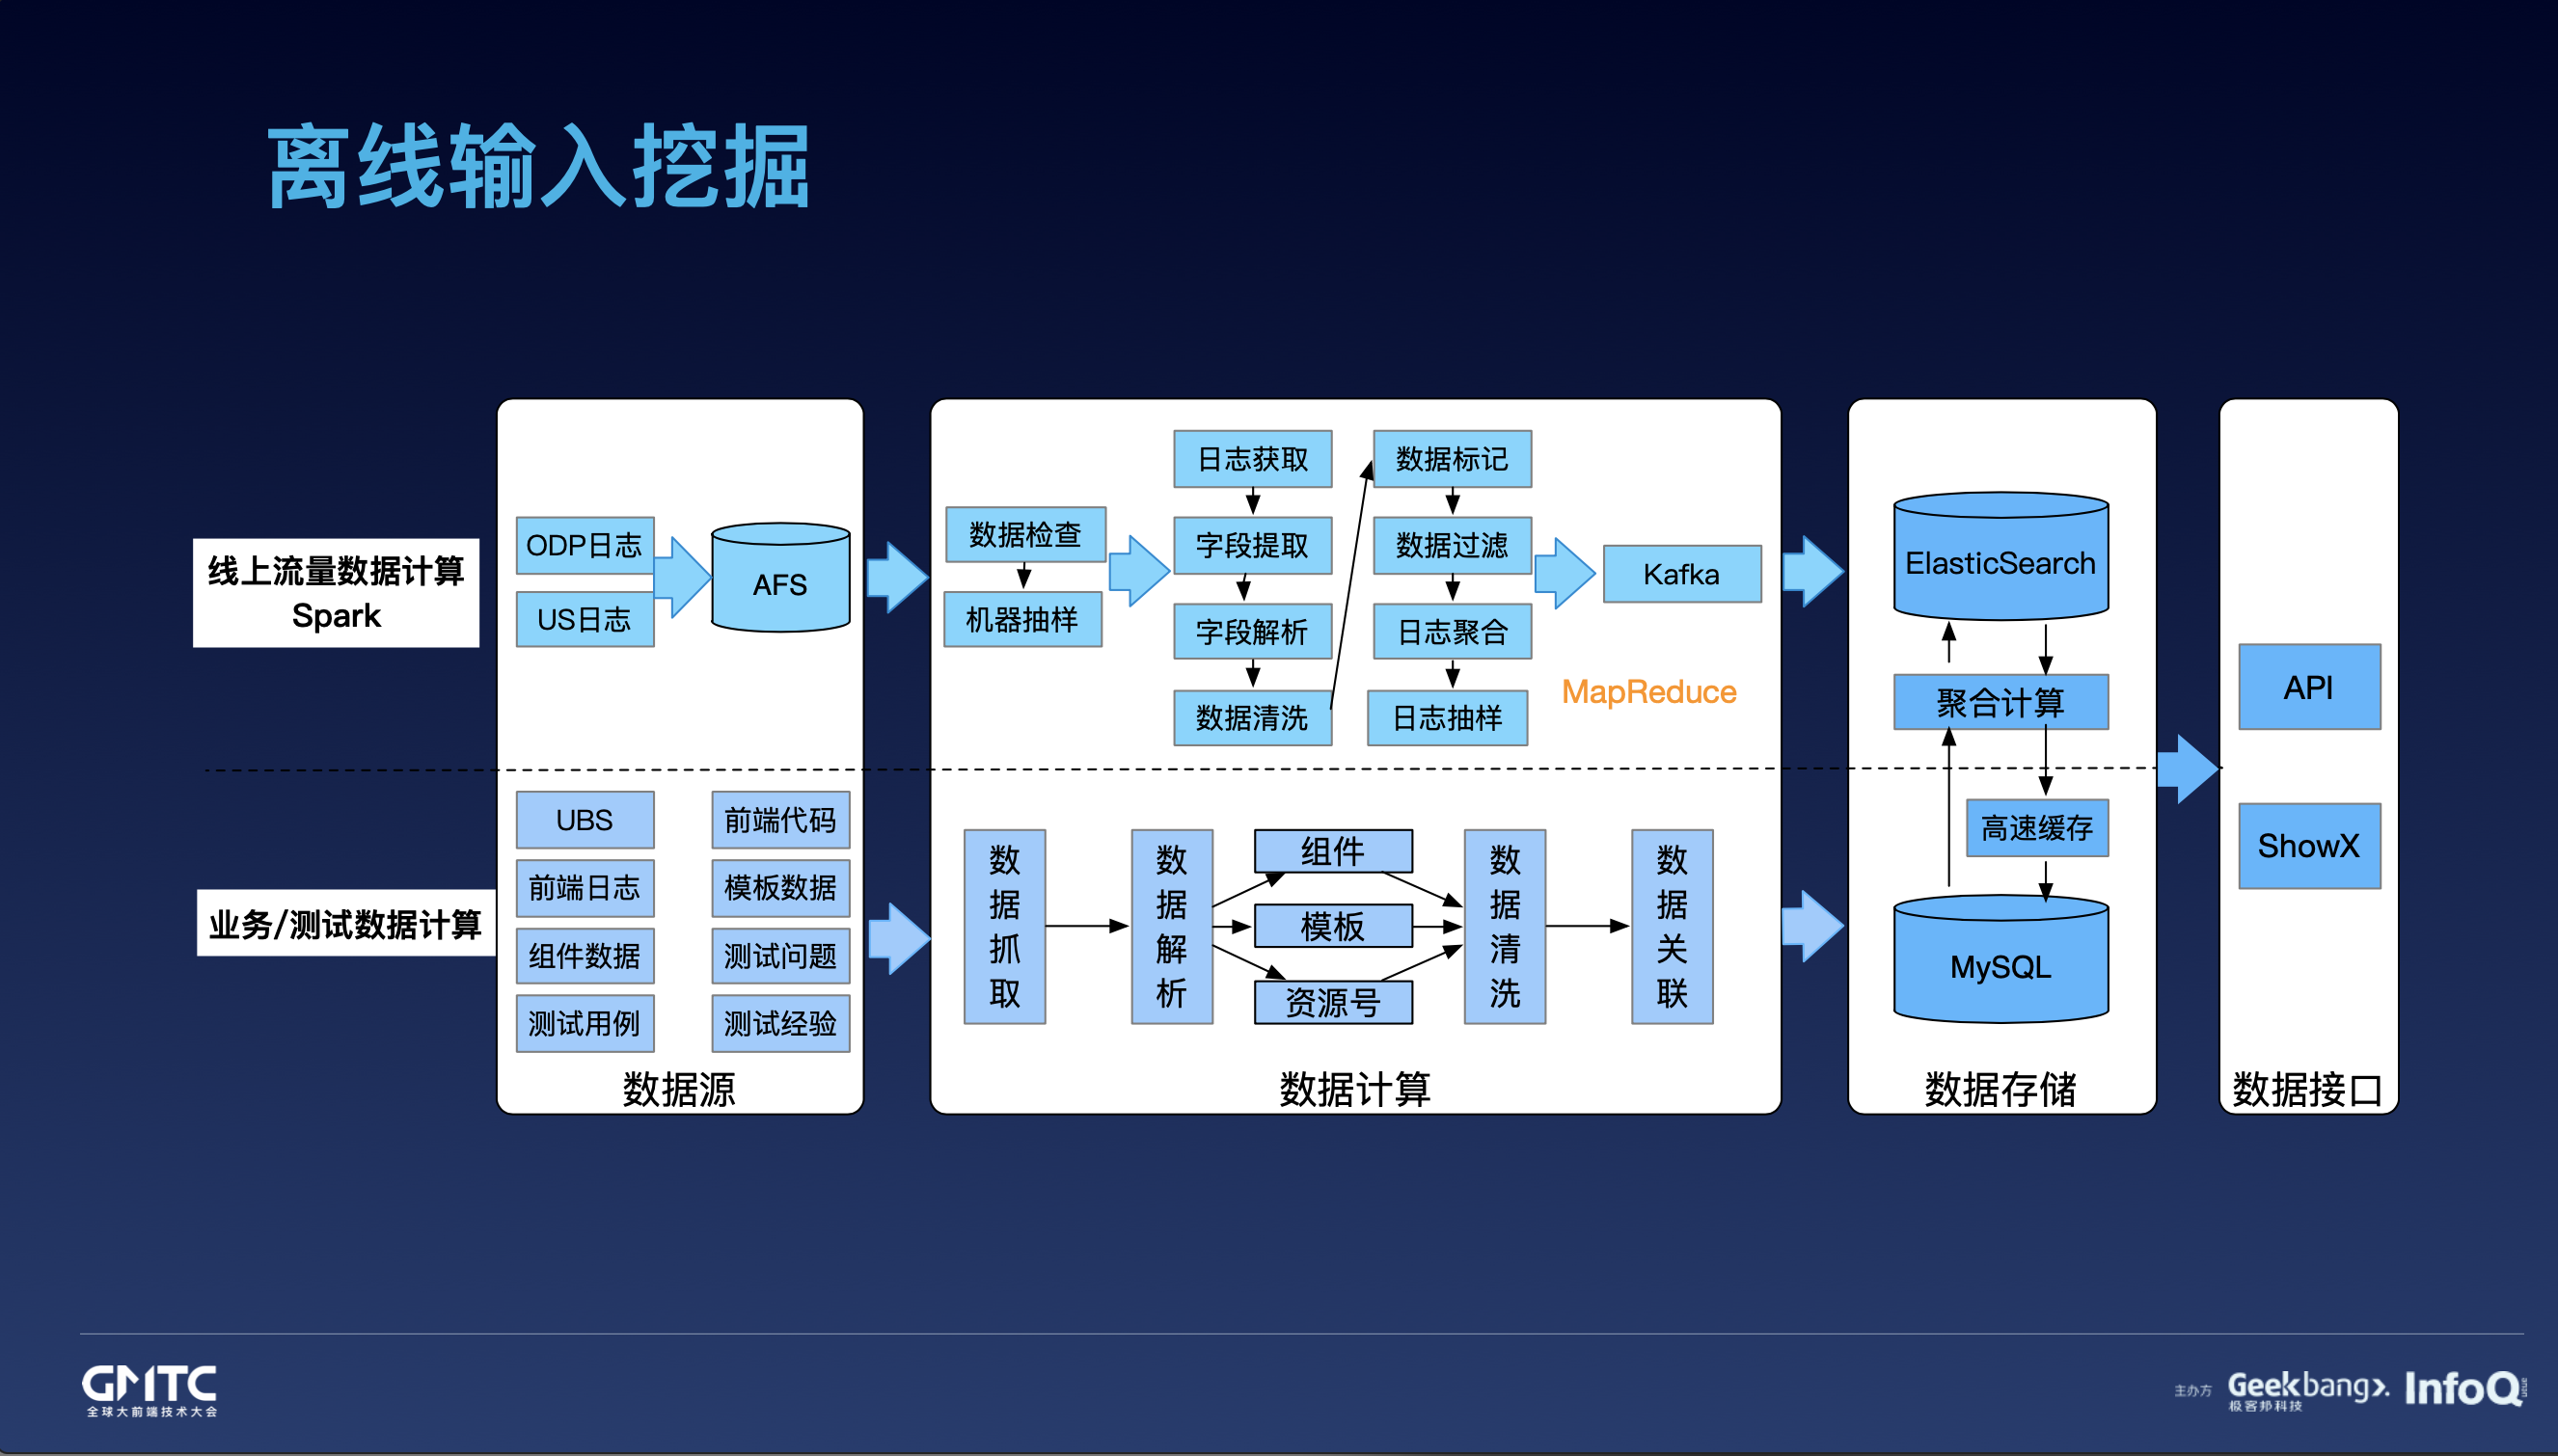 离线输入挖掘
线上流量数据计算
Spark
ODP日志
US日志
AFS
数据检查
机器抽样
日志获取
字段提取
字段解析
数据清洗
数据标记
数据过滤
日志聚合
日志抽样
Kafka
MapReduce
ElasticSearch
聚合计算
高速缓存
MySQL
API
ShowX
业务/测试数据计算
UBS
前端代码
前端日志
模板数据
组件数据
测试问题
测试用例
测试经验
数据抓取
数据解析
组件
模板
资源号
数据清洗
数据关联
数据源
数据计算
数据存储
数据接口
GMTC
全球大前端技术大会
主办方
Geekbang>.
极客邦科技
InfoQ